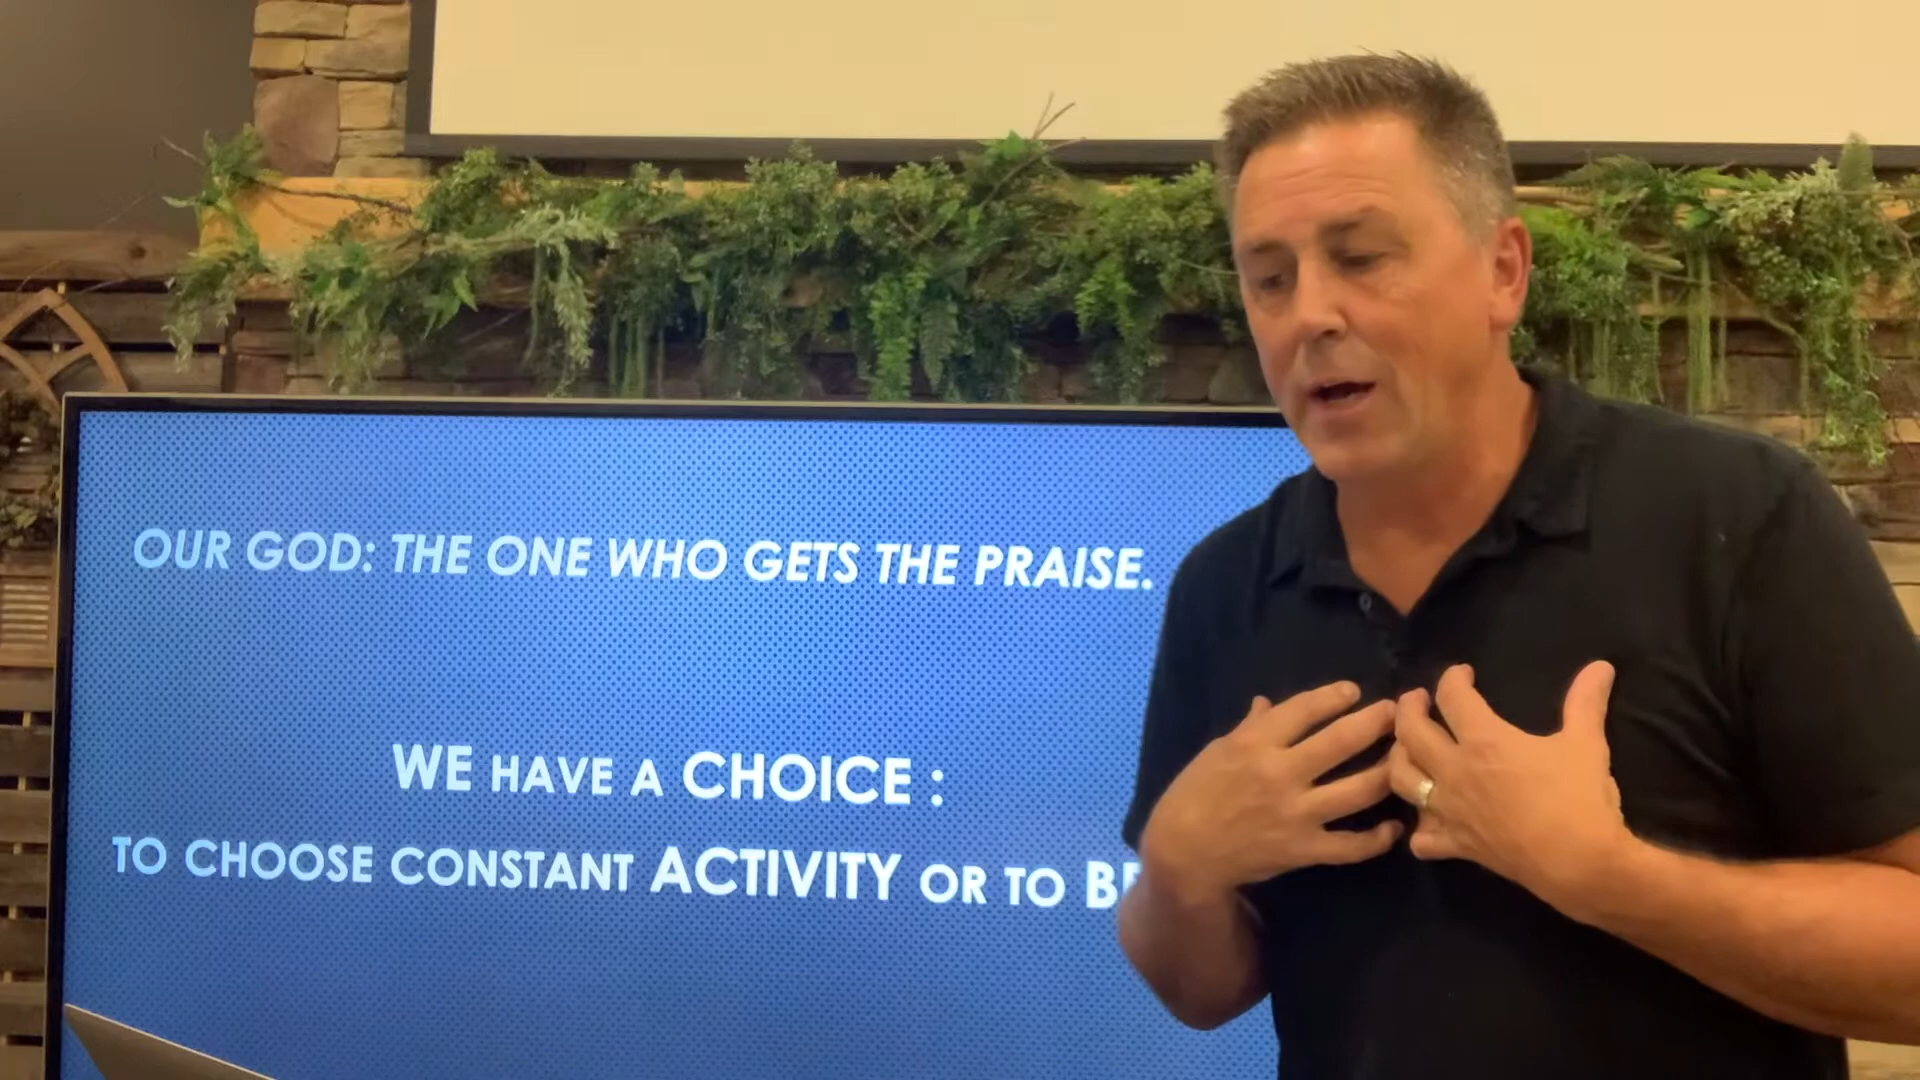 OUR GOD: THE ONE WHO GETS THE PRAISE.
WE HAVE A CHOICE :
TO CHOOSE CONSTANT ACTIVITY OR TO